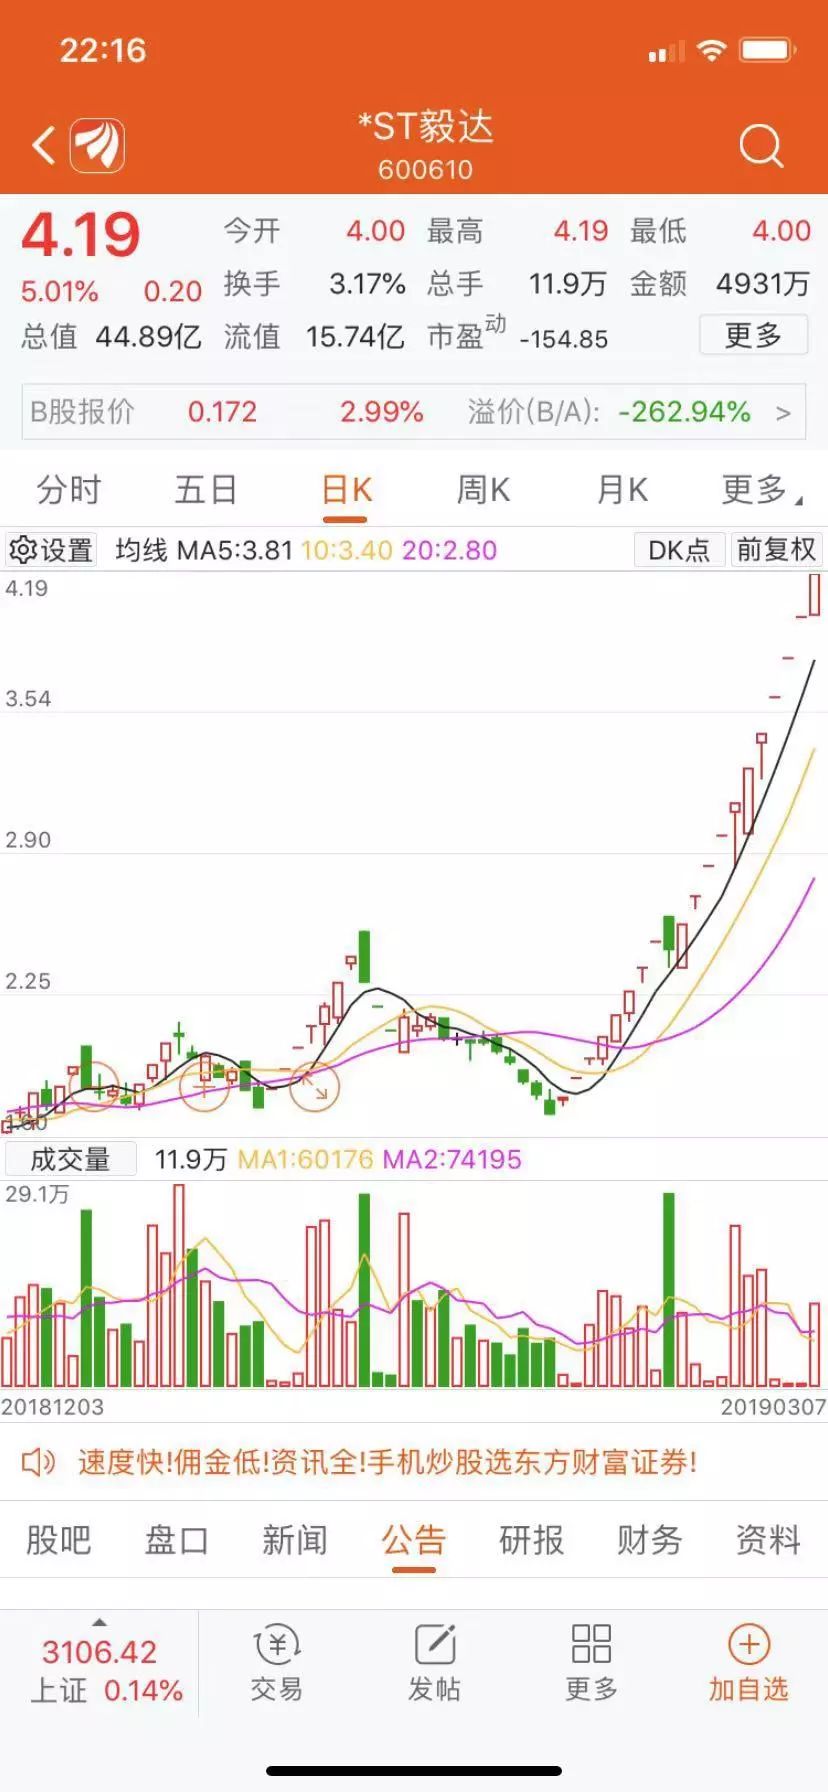 22:16
*ST毅达
600610
4.19 今开 4.00 最高 4.19 最低 4.00
5.01% 0.20 换手 3.17% 总手 11.9万 金额 4931万
总值 44.89亿 流值 15.74亿 市盈动 -154.85 更多
B股报价 0.172 2.99% 溢价(B/A): -262.94% >
分时 五日 日K 周K 月K 更多
设置 均线 MA5:3.81 10:3.40 20:2.80 DK点 前复权
4.19
3.54
2.90
2.25
1.60
成交量 11.9万 MA1:60176 MA2:74195
29.1万
20181203 20190307
速度快!佣金低!资讯全!手机炒股选东方财富证券!
股吧 盘口 新闻 公告 研报 财务 资料
3106.42
上证 0.14% 交易 发帖 更多 加自选